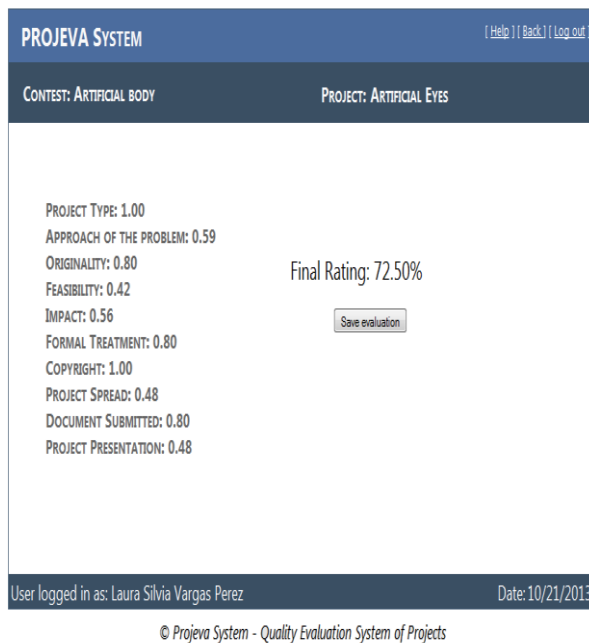 PROJEVA SYSTEM
[ Help ] [ Back ] [ Log out ]
CONTEST: ARTIFICIAL BODY
PROJECT: ARTIFICIAL EYES
PROJECT TYPE: 1.00
APPROACH OF THE PROBLEM: 0.59
ORIGINALITY: 0.80
FEASIBILITY: 0.42
IMPACT: 0.56
FORMAL TREATMENT: 0.80
COPYRIGHT: 1.00
PROJECT SPREAD: 0.48
DOCUMENT SUBMITTED: 0.80
PROJECT PRESENTATION: 0.48
Final Rating: 72.50%
Save evaluation
User logged in as: Laura Silvia Vargas Perez
Date: 10/21/2013
© Projeva System - Quality Evaluation System of Projects